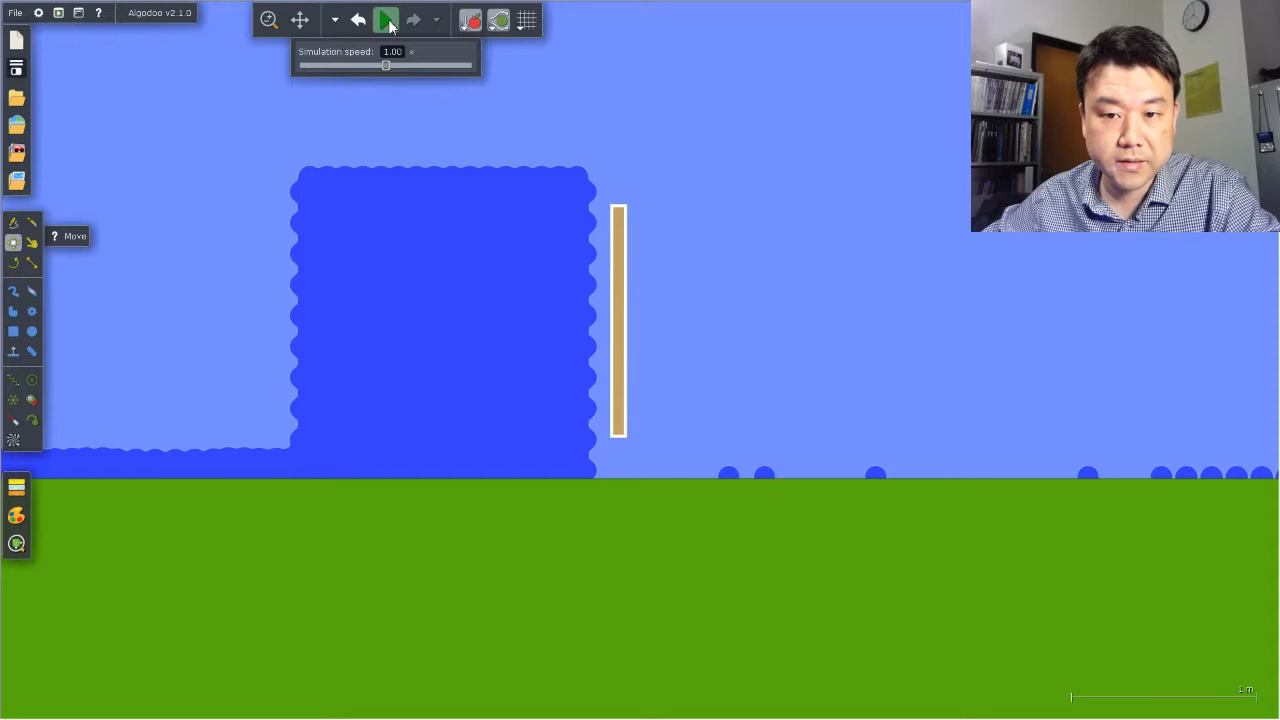 File
?
Algodoo v2.1.0
Simulation speed: 1.00 ×
? Move
1 m